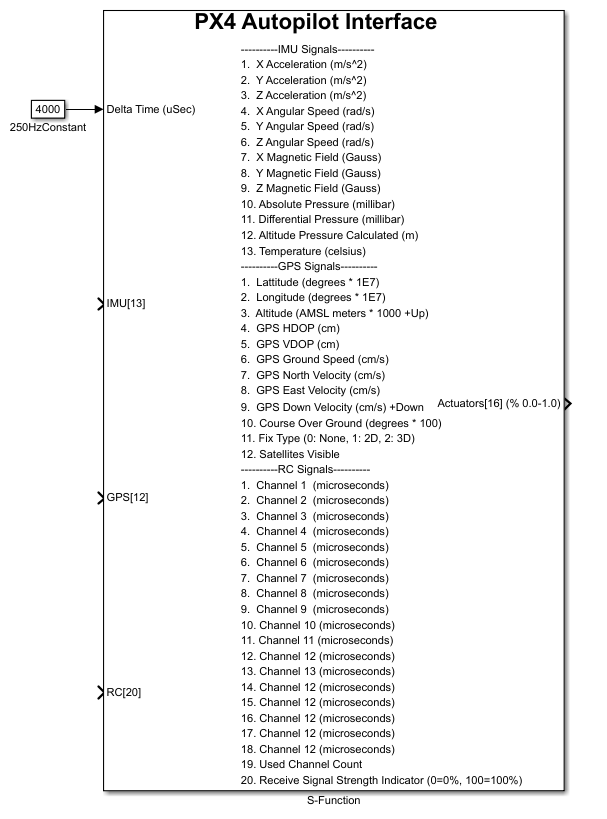 PX4 Autopilot Interface
----------IMU Signals----------
1.  X Acceleration (m/s^2)
2.  Y Acceleration (m/s^2)
3.  Z Acceleration (m/s^2)
4.  X Angular Speed (rad/s)
5.  Y Angular Speed (rad/s)
6.  Z Angular Speed (rad/s)
7.  X Magnetic Field (Gauss)
8.  Y Magnetic Field (Gauss)
9.  Z Magnetic Field (Gauss)
10. Absolute Pressure (millibar)
11. Differential Pressure (millibar)
12. Altitude Pressure Calculated (m)
13. Temperature (celsius)
----------GPS Signals----------
1.  Lattitude (degrees * 1E7)
2.  Longitude (degrees * 1E7)
3.  Altitude (AMSL meters * 1000 +Up)
4.  GPS HDOP (cm)
5.  GPS VDOP (cm)
6.  GPS Ground Speed (cm/s)
7.  GPS North Velocity (cm/s)
8.  GPS East Velocity (cm/s)
9.  GPS Down Velocity (cm/s) +Down
10. Course Over Ground (degrees * 100)
11. Fix Type (0: None, 1: 2D, 2: 3D)
12. Satellites Visible
----------RC Signals----------
1.  Channel 1  (microseconds)
2.  Channel 2  (microseconds)
3.  Channel 3  (microseconds)
4.  Channel 4  (microseconds)
5.  Channel 5  (microseconds)
6.  Channel 6  (microseconds)
7.  Channel 7  (microseconds)
8.  Channel 8  (microseconds)
9.  Channel 9  (microseconds)
10. Channel 10 (microseconds)
11. Channel 11 (microseconds)
12. Channel 12 (microseconds)
13. Channel 13 (microseconds)
14. Channel 12 (microseconds)
15. Channel 12 (microseconds)
16. Channel 12 (microseconds)
17. Channel 12 (microseconds)
18. Channel 12 (microseconds)
19. Used Channel Count
20. Receive Signal Strength Indicator (0=0%, 100=100%)
4000
250HzConstant
Delta Time (uSec)
IMU[13]
GPS[12]
RC[20]
Actuators[16] (% 0.0-1.0)
S-Function